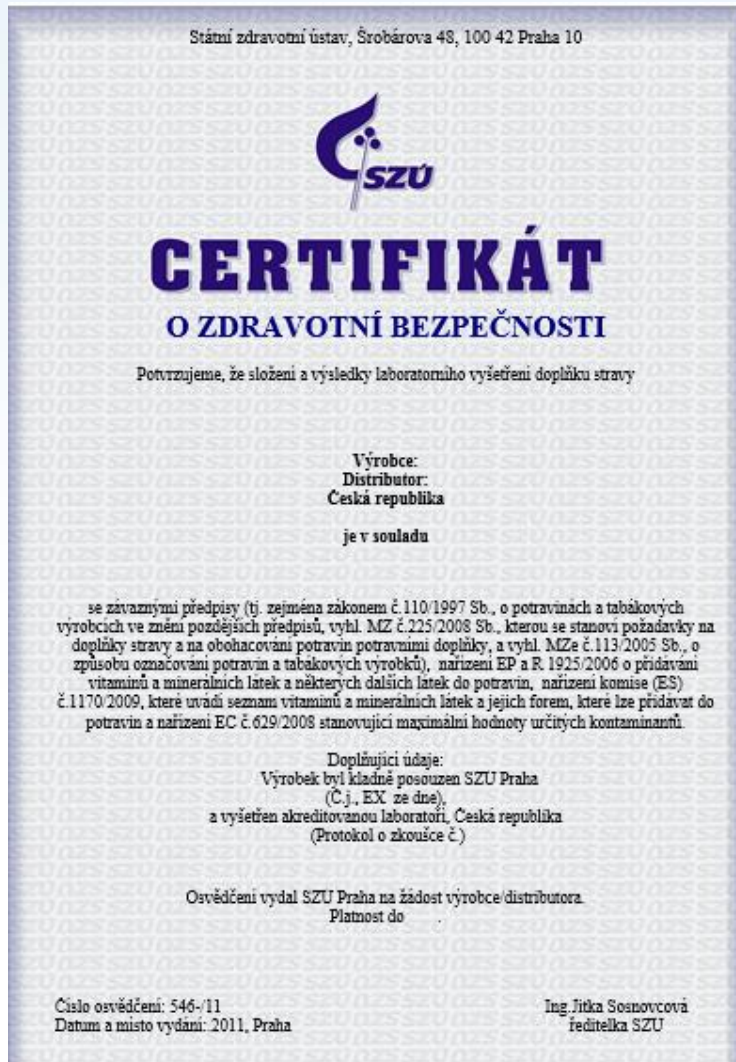 Státní zdravotní ústav, Šrobárova 48, 100 42 Praha 10
SZÚ
CERTIFIKÁT
O ZDRAVOTNÍ BEZPEČNOSTI
Potvrzujeme, že složení a výsledky laboratorního vyšetření doplňku stravy
Výrobce:
Distributor:
Česká republika
je v souladu
se závaznými předpisy (tj. zejména zákonem č.110/1997 Sb., o potravinách a tabákových
výrobcích ve znění pozdějších předpisů, vyhl. MZ č.225/2008 Sb., kterou se stanoví požadavky na
doplňky stravy a na obohacování potravin potravními doplňky, a vyhl. MZe č.113/2005 Sb., o
způsobu označování potravin a tabákových výrobků), nařízení EP a R 1925/2006 o přidávání
vitaminů a minerálních látek a některých dalších látek do potravin, nařízení komise (ES)
č.1170/2009, které uvádí seznam vitaminů a minerálních látek a jejich forem, které lze přidávat do
potravin a nařízení EC č.629/2008 stanovující maximální hodnoty určitých kontaminantů.
Doplňující údaje:
Výrobek byl kladně posouzen SZU Praha
(Č.j., EX ze dne),
a vyšetřen akreditovanou laboratoří, Česká republika
(Protokol o zkoušce č.)
Osvědčení vydal SZU Praha na žádost výrobce/distributora.
Platnost do .
Číslo osvědčení: 546-/11
Ing.Jitka Sosnovcová
Datum a místo vydání: 2011, Praha
ředitelka SZU